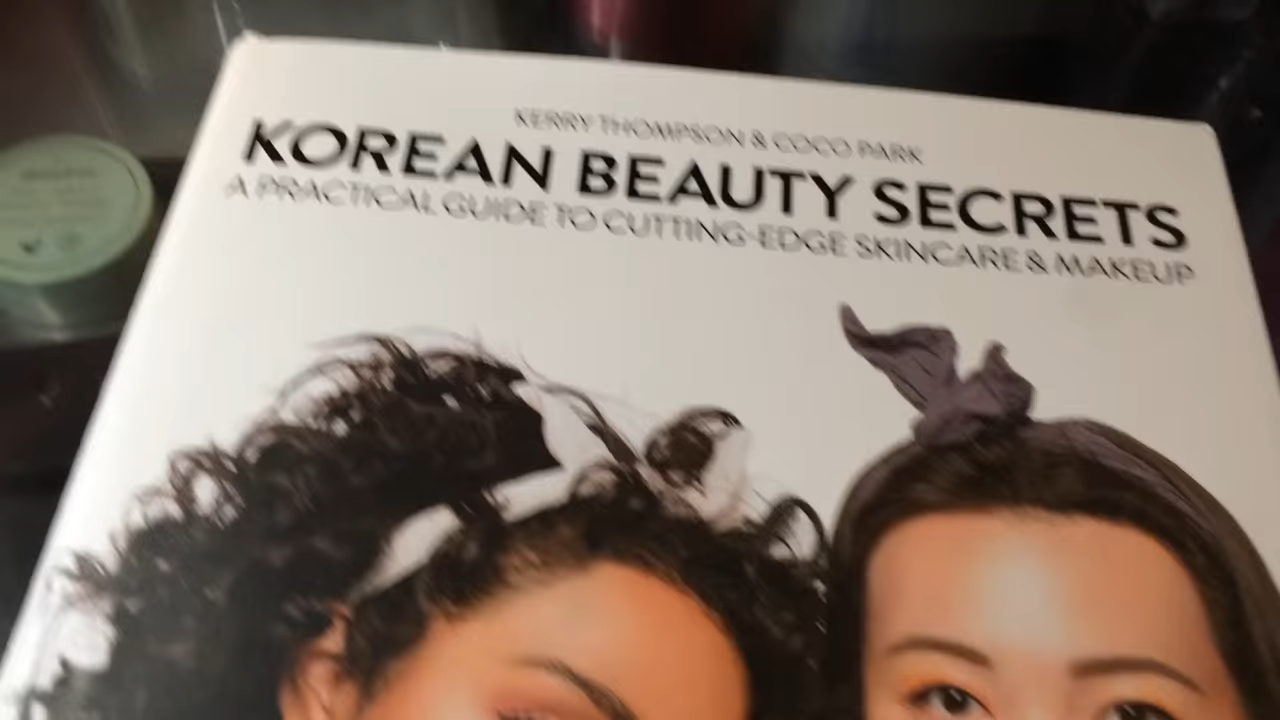 KERRY THOMPSON & COCO PARK
KOREAN BEAUTY SECRETS
A PRACTICAL GUIDE TO CUTTING-EDGE SKINCARE & MAKEUP